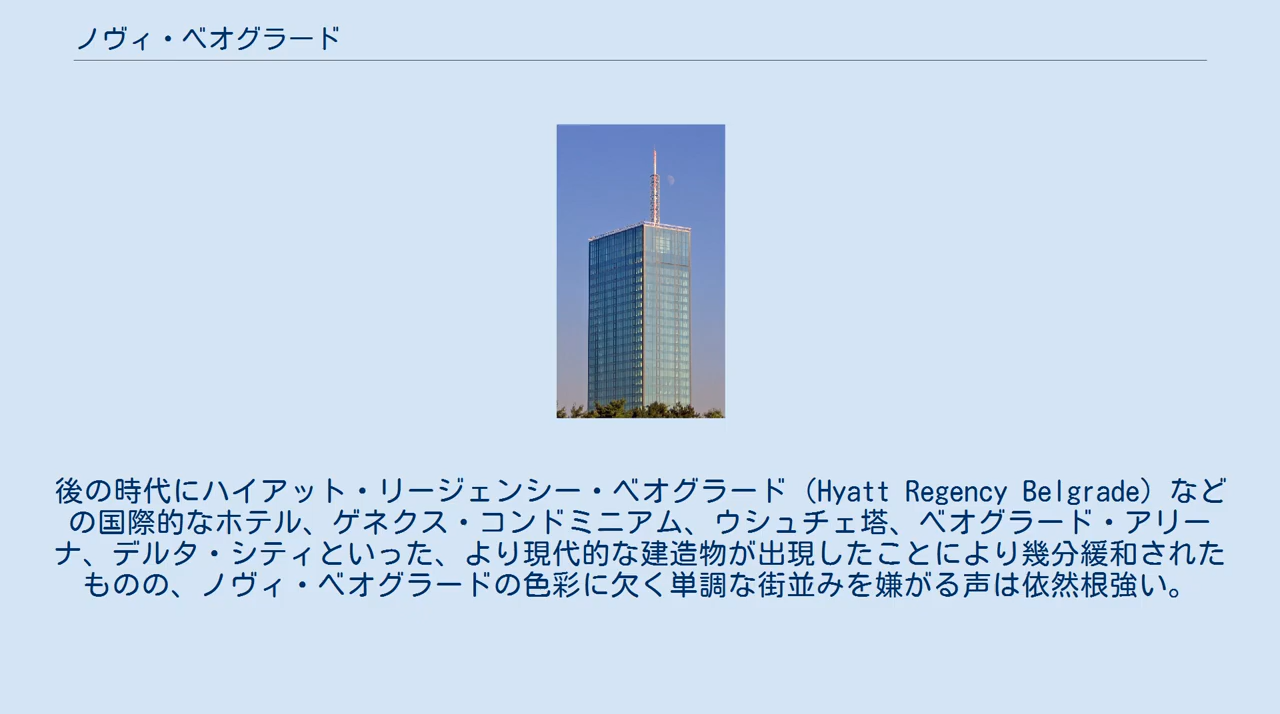 ノヴィ・ベオグラード
後の時代にハイアット・リージェンシー・ベオグラード（Hyatt Regency Belgrade）など
の国際的なホテル、ゲネクス・コンドミニアム、ウシュチェ塔、ベオグラード・アリー
ナ、デルタ・シティといった、より現代的な建造物が出現したことにより幾分緩和された
ものの、ノヴィ・ベオグラードの色彩に欠く単調な街並みを嫌がる声は依然根強い。